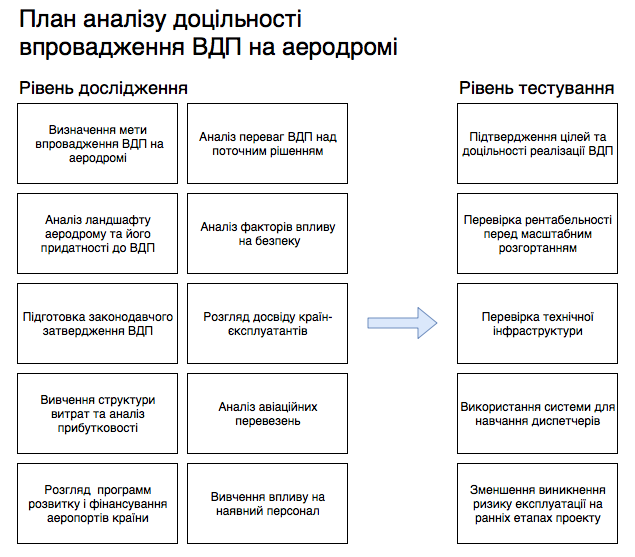 План аналізу доцільності
впровадження ВДП на аеродромі
Рівень дослідження
Визначення мети
впровадження ВДП на
аеродромі
Аналіз переваг ВДП над
поточним рішенням
Аналіз ландшафту
аеродрому та його
придатності до ВДП
Аналіз факторів впливу
на безпеку
Підготовка законодавчого
затвердження ВДП
Розгляд досвіду країн-
єксплуатантів
Вивчення структури
витрат та аналіз
прибутковості
Аналіз авіаційних
перевезень
Розгляд программ
розвитку і фінансування
аеропортів країни
Вивчення впливу на
наявний персонал
Рівень тестування
Підтвердження цілей та
доцільності реалізації ВДП
Перевірка рентабельності
перед масштабним
розгортанням
Перевірка технічної
інфраструктури
Використання системи для
навчання диспетчерів
Зменшення виникнення
ризику експлуатації на
ранніх етапах проекту